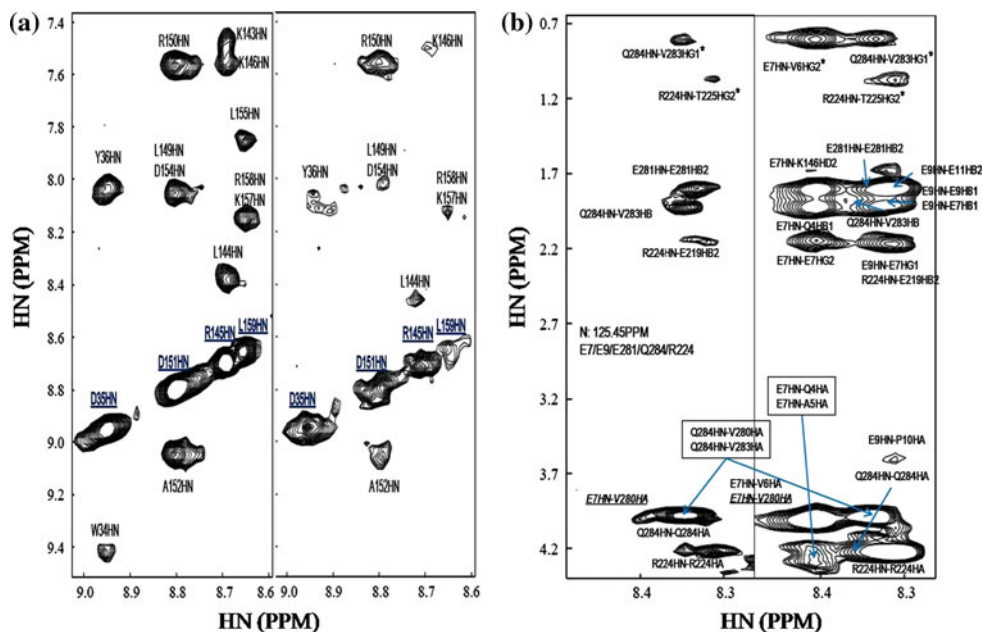 (a)
(b)
7.4
7.6
7.8
8.0
8.2
8.4
8.6
8.8
9.0
9.2
9.4
HN (PPM)
R150HN
K143HN
K146HN
L155HN
Y36HN
L149HN
D154HN
R158HN
K157HN
L144HN
R145HN
L159HN
D151HN
D35HN
A152HN
W34HN
9.0
8.8
8.6
R150HN
K146HN
L149HN
D154HN
Y36HN
R158HN
K157HN
L144HN
L159HN
R145HN
D151HN
D35HN
A152HN
9.0
8.8
8.6
HN (PPM)
0.7
1.2
1.7
2.2
2.7
3.2
3.7
4.2
HN (PPM)
Q284HN-V283HG1*
R224HN-T225HG2*
E281HN-E281HB2
Q284HN-V283HB
R224HN-E219HB2
N: 125.45PPM
E7/E9/E281/Q284/R224
Q284HN-V280HA
Q284HN-V283HA
E7HN-V280HA
Q284HN-Q284HA
R224HN-R224HA
8.4
8.3
Q284HN-V283HG1*
E7HN-V6HG2*
R224HN-T225HG2*
E281HN-E281HB2
E7HN-K146HD2
E9HN-E11HB2
E9HN-E9HB1
E9HN-E7HB1
Q284HN-V283HB
E7HN-Q4HB1
E7HN-E7HG2
E9HN-E7HG1
R224HN-E219HB2
E7HN-Q4HA
E7HN-A5HA
E9HN-P10HA
Q284HN-Q284HA
E7HN-V6HA
E7HN-V280HA
R224HN-R224HA
8.4
8.3
HN (PPM)